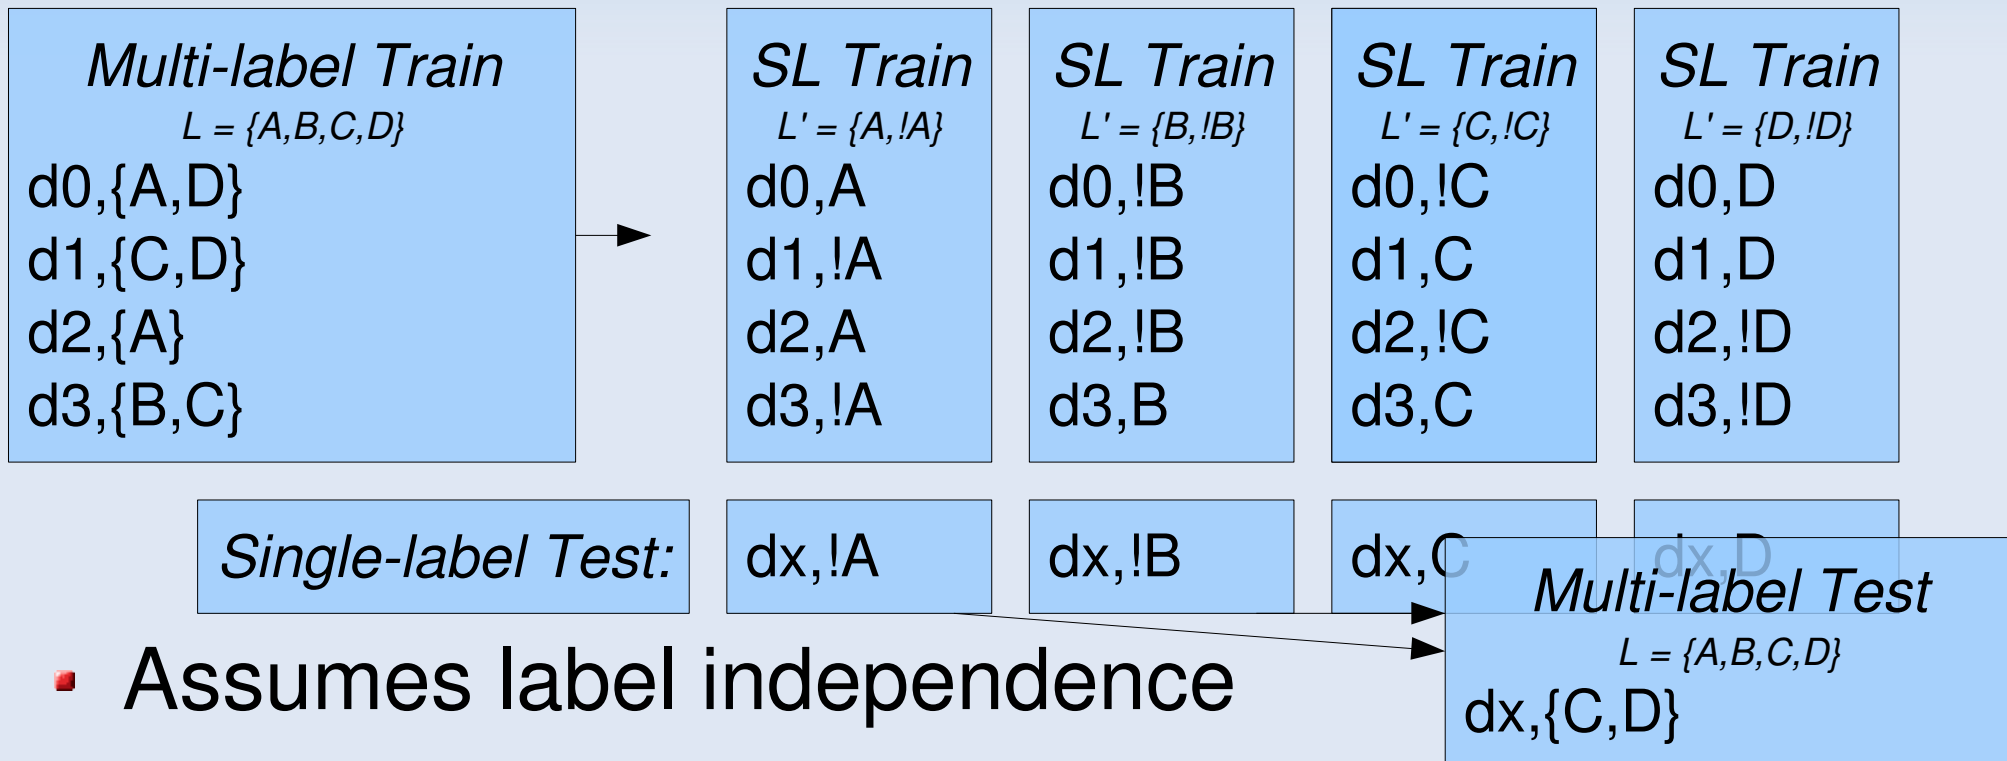 Multi-label Train
L = {A,B,C,D}
d0,{A,D}
d1,{C,D}
d2,{A}
d3,{B,C}
SL Train
L' = {A,!A}
d0,A
d1,!A
d2,A
d3,!A
SL Train
L' = {B,!B}
d0,!B
d1,!B
d2,!B
d3,B
SL Train
L' = {C,!C}
d0,!C
d1,C
d2,!C
d3,C
SL Train
L' = {D,!D}
d0,D
d1,D
d2,!D
d3,!D
Single-label Test:
dx,!A
dx,!B
dx,C
dx,D
Multi-label Test
L = {A,B,C,D}
dx,{C,D}
Assumes label independence